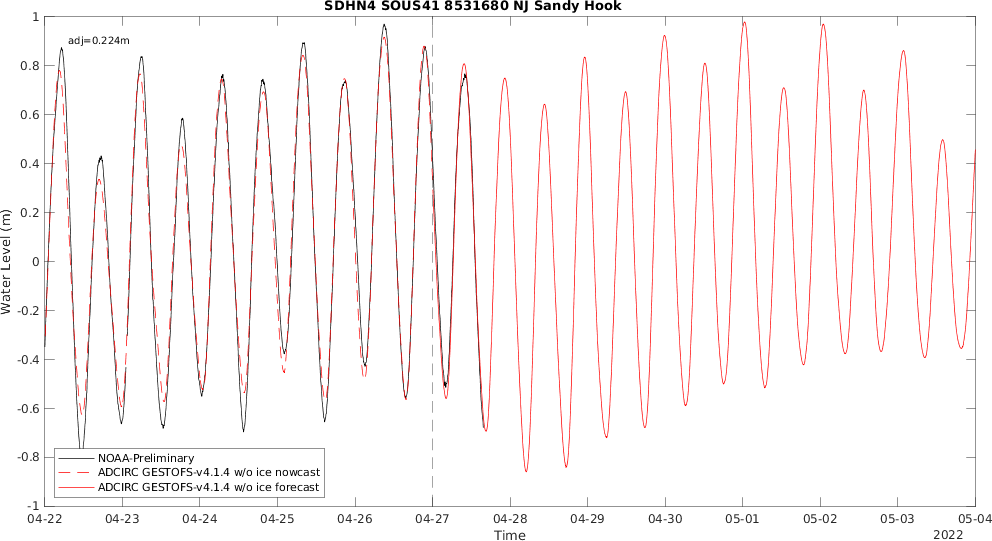 SDHN4 SOUS41 8531680 NJ Sandy Hook
adj=0.224m
1
0.8
0.6
0.4
0.2
0
-0.2
-0.4
-0.6
-0.8
-1
Water Level (m)
NOAA-Preliminary
ADCIRC GESTOFS-v4.1.4 w/o ice nowcast
ADCIRC GESTOFS-v4.1.4 w/o ice forecast
04-22 04-23 04-24 04-25 04-26 04-27 04-28 04-29 04-30 05-01 05-02 05-03 05-04
Time
2022